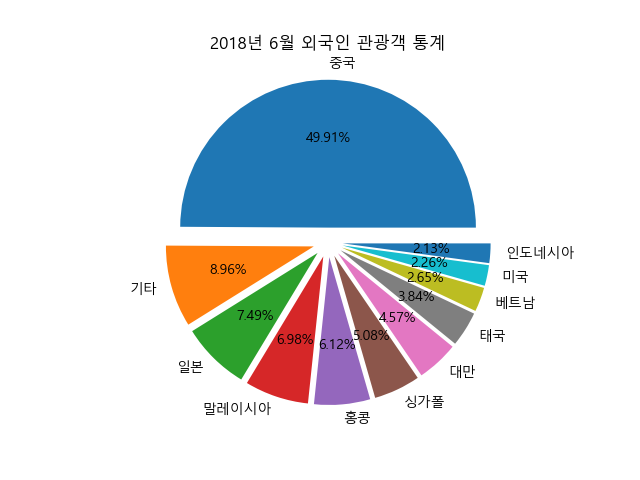 2018년 6월 외국인 관광객 통계
중국
49.91%
기타
8.96%
일본
7.49%
말레이시아
6.98%
홍콩
6.12%
싱가폴
5.08%
대만
4.57%
태국
3.84%
베트남
2.65%
미국
2.26%
인도네시아
2.13%